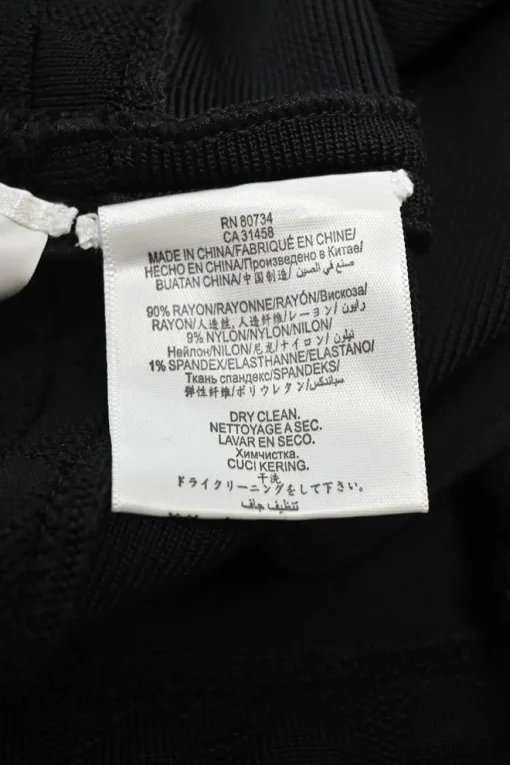 RN 80734
CA 31458
MADE IN CHINA/FABRIQUÉ EN CHINE/
HECHO EN CHINA/Произведено в Китае/
BUATAN CHINA/中国制造/صنع في الصين
90% RAYON/RAYONNE/RAYÓN/Вискоза/
RAYON/人造丝,人造纤维/レーヨン/رايون
9% NYLON/NYLON/NILON/
Нейлон/NILON/尼龙/ナイロン/نيلون
1% SPANDEX/ELASTHANNE/ELASTANO/
Ткань спандекс/SPANDEKS/
弹性纤维/ポリウレタン/سباندكس
DRY CLEAN.
NETTOYAGE A SEC.
LAVAR EN SECO.
Химчистка.
CUCI KERING.
干洗
ドライクリーニングをして下さい。
تنظيف جاف